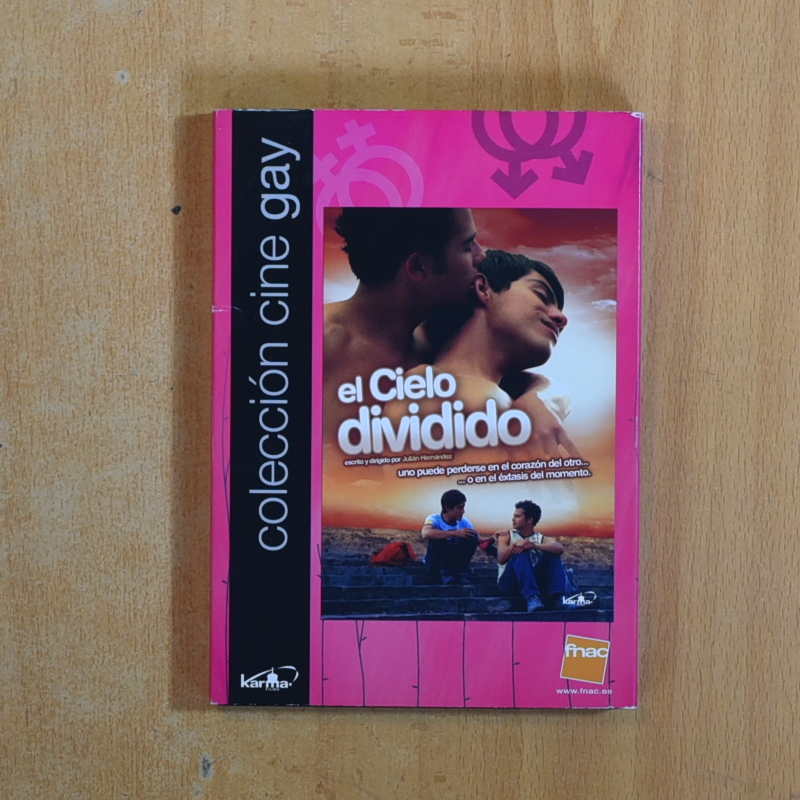 colección cine gay
el Cielo
dividido
escrito y dirigido por Julián Hernández
uno puede perderse en el corazón del otro...
... o en el éxtasis del momento.
karma
fnac
www.fnac.es
karma
FILMS